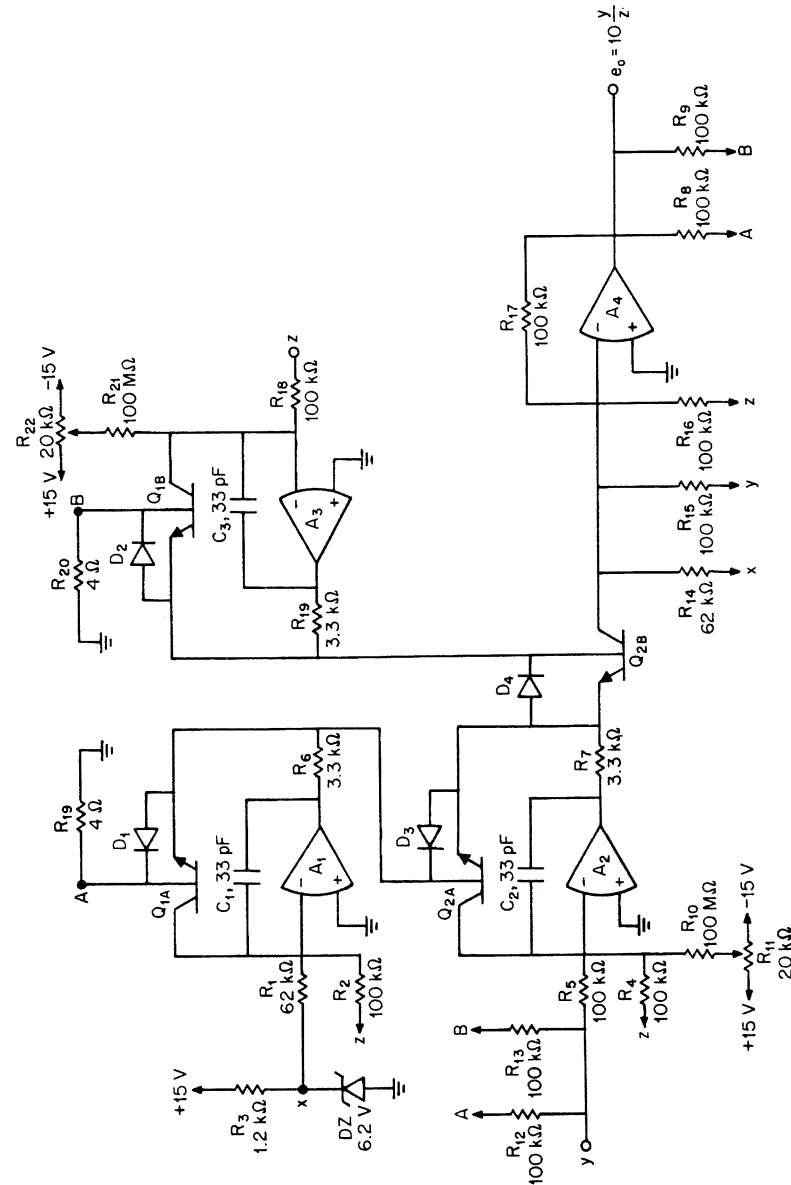 +15 V
R3
1.2 kΩ
x
DZ
6.2 V
R1
62 kΩ
R2
100 kΩ
z
A
R19
4 Ω
D1
Q1A
C1, 33 pF
A1
−
+
R6
3.3 kΩ
B
R20
4 Ω
D2
Q1B
+15 V
R22
20 kΩ
−15 V
R21
100 MΩ
C3, 33 pF
A3
−
+
R18
100 kΩ
z
R19
3.3 kΩ
y
A
R12
100 kΩ
B
R13
100 kΩ
R5
100 kΩ
R4
100 kΩ
z
R10
100 MΩ
+15 V
−15 V
R11
20 kΩ
Q2A
D3
C2, 33 pF
A2
−
+
R7
3.3 kΩ
D4
Q2B
R14
62 kΩ
x
R15
100 kΩ
y
R16
100 kΩ
z
R17
100 kΩ
A4
−
+
R8
100 kΩ
A
R9
100 kΩ
B
eo = 10 y/z